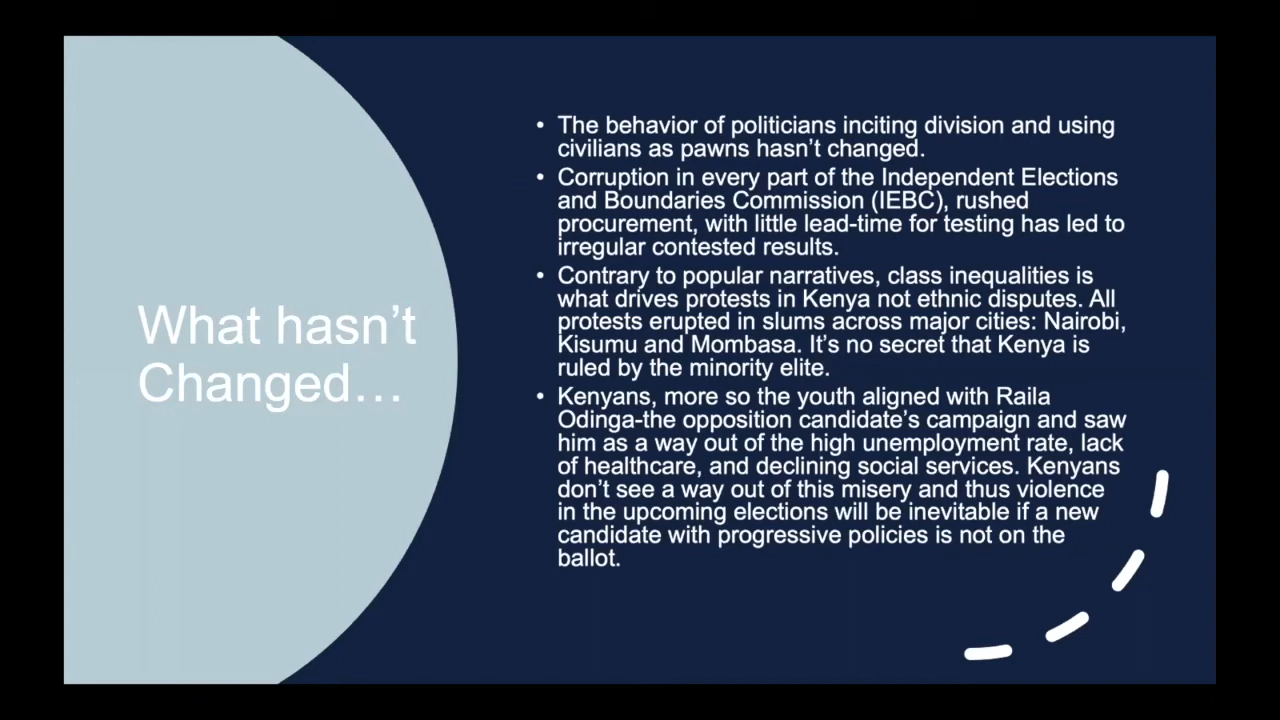 What hasn't
Changed…
• The behavior of politicians inciting division and using
civilians as pawns hasn't changed.
• Corruption in every part of the Independent Elections
and Boundaries Commission (IEBC), rushed
procurement, with little lead-time for testing has led to
irregular contested results.
• Contrary to popular narratives, class inequalities is
what drives protests in Kenya not ethnic disputes. All
protests erupted in slums across major cities: Nairobi,
Kisumu and Mombasa. It's no secret that Kenya is
ruled by the minority elite.
• Kenyans, more so the youth aligned with Raila
Odinga-the opposition candidate's campaign and saw
him as a way out of the high unemployment rate, lack
of healthcare, and declining social services. Kenyans
don't see a way out of this misery and thus violence
in the upcoming elections will be inevitable if a new
candidate with progressive policies is not on the
ballot.